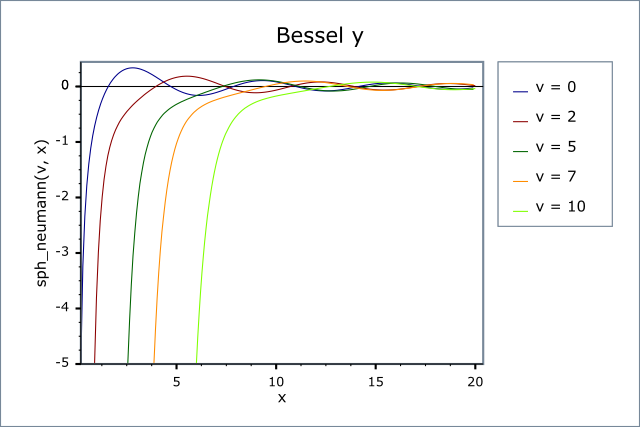 Bessel y
sph_neumann(v, x)
0
-1
-2
-3
-4
-5
5
10
15
20
x
v = 0
v = 2
v = 5
v = 7
v = 10